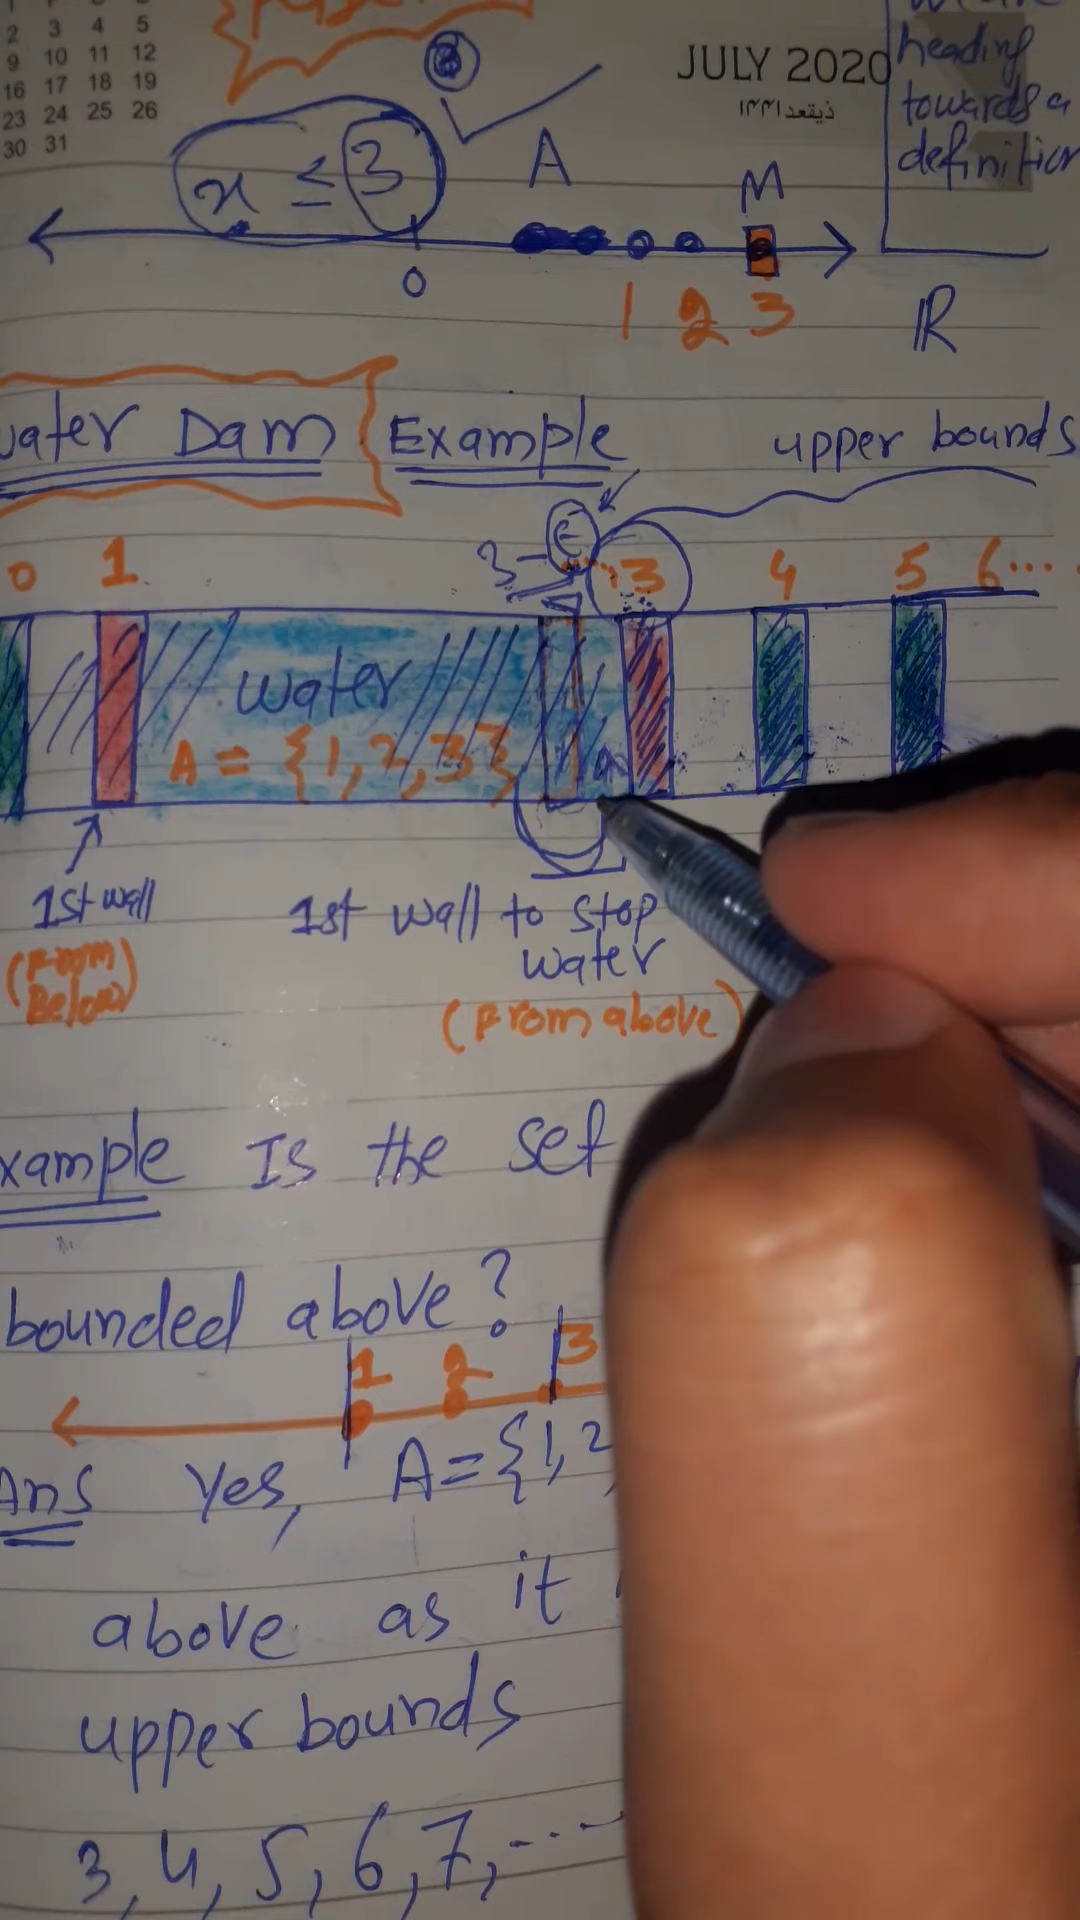 2 3 4 5
9 10 11 12
16 17 18 19
23 24 25 26
30 31
JULY 2020
ذیقعد ۱۴۴۱
heading
towards a
definition
x ≤ 3
A
M
0
1 2 3
R
water Dam
Example
upper bounds
3-ε
0 1 3 4 5 6...
water
A = {1,2,3}
1st wall
(From
Below)
1st wall to stop
water
(From above)
xample Is the set
bounded above?
1 2 3
Ans Yes, A={1,2,
above as it
upper bounds
3, 4, 5, 6, 7, ....